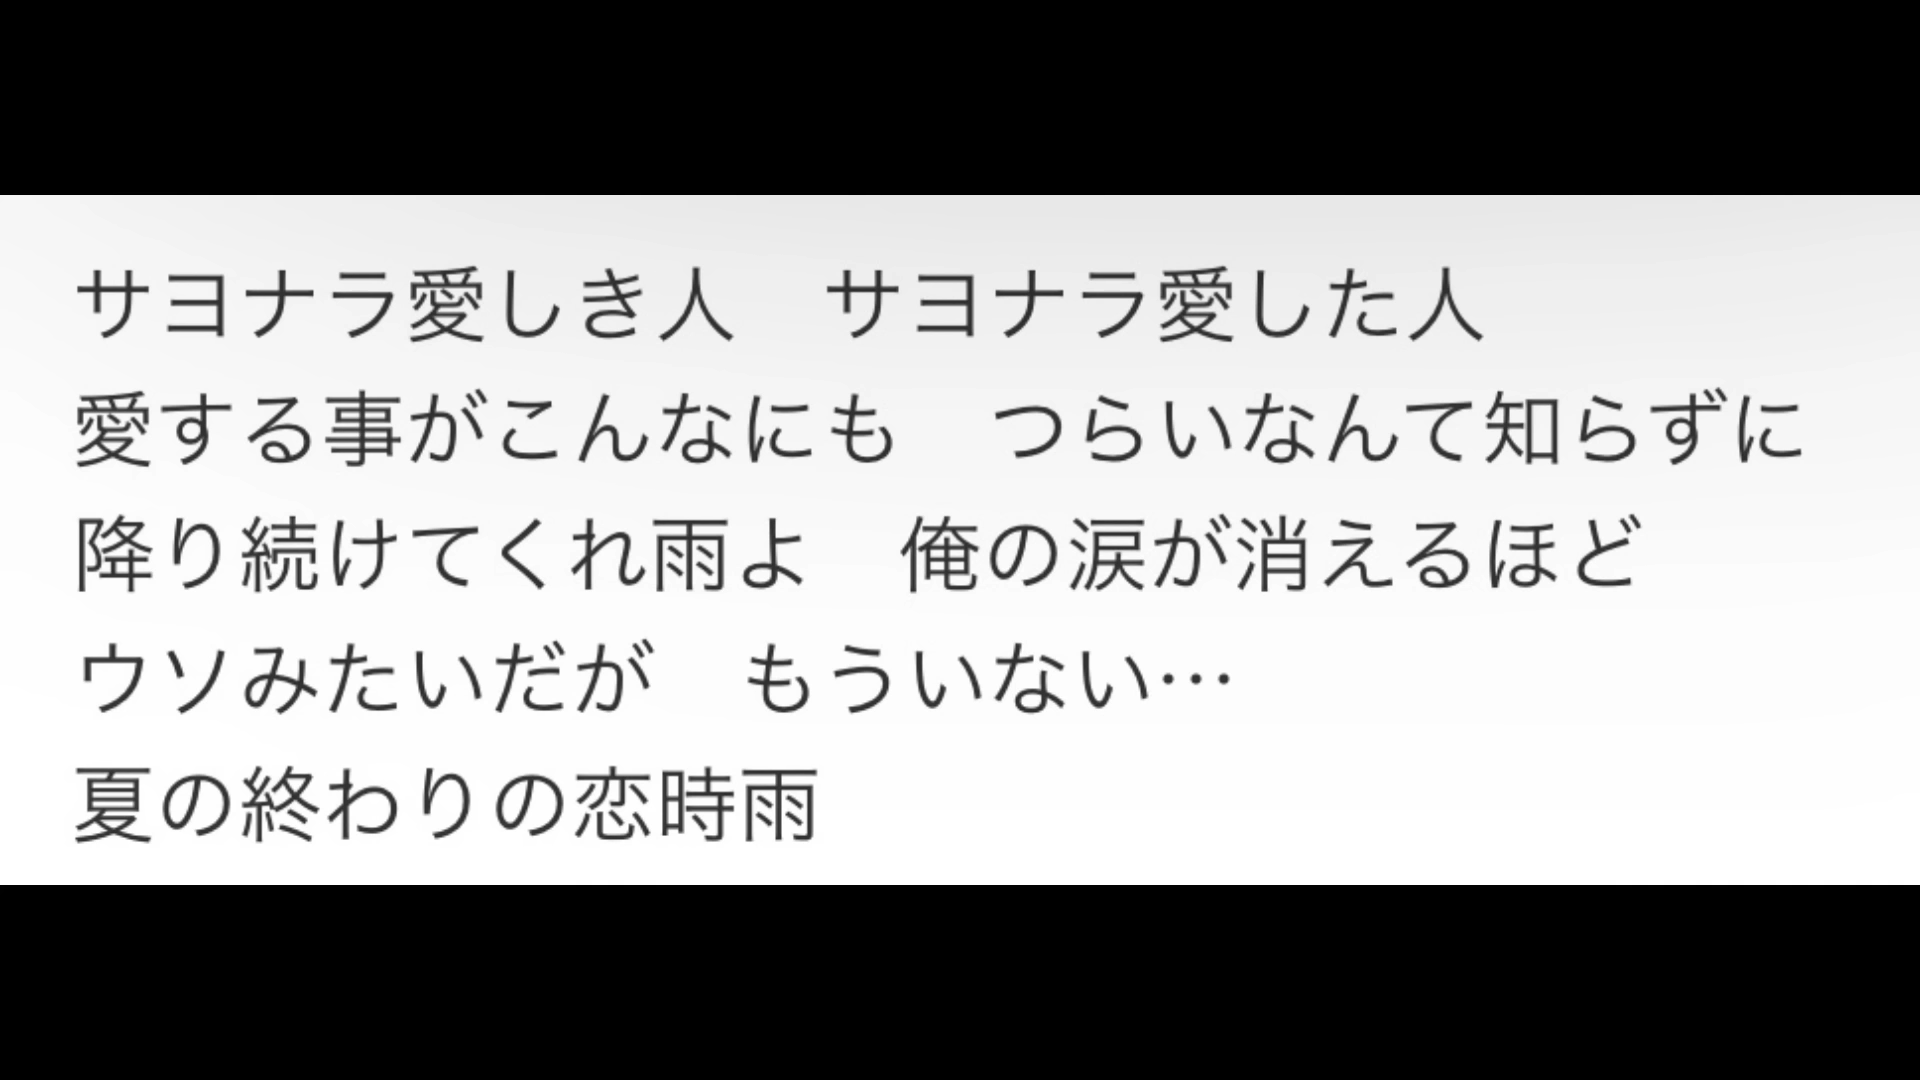 サヨナラ愛しき人　サヨナラ愛した人
愛する事がこんなにも　つらいなんて知らずに
降り続けてくれ雨よ　俺の涙が消えるほど
ウソみたいだが　もういない…
夏の終わりの恋時雨